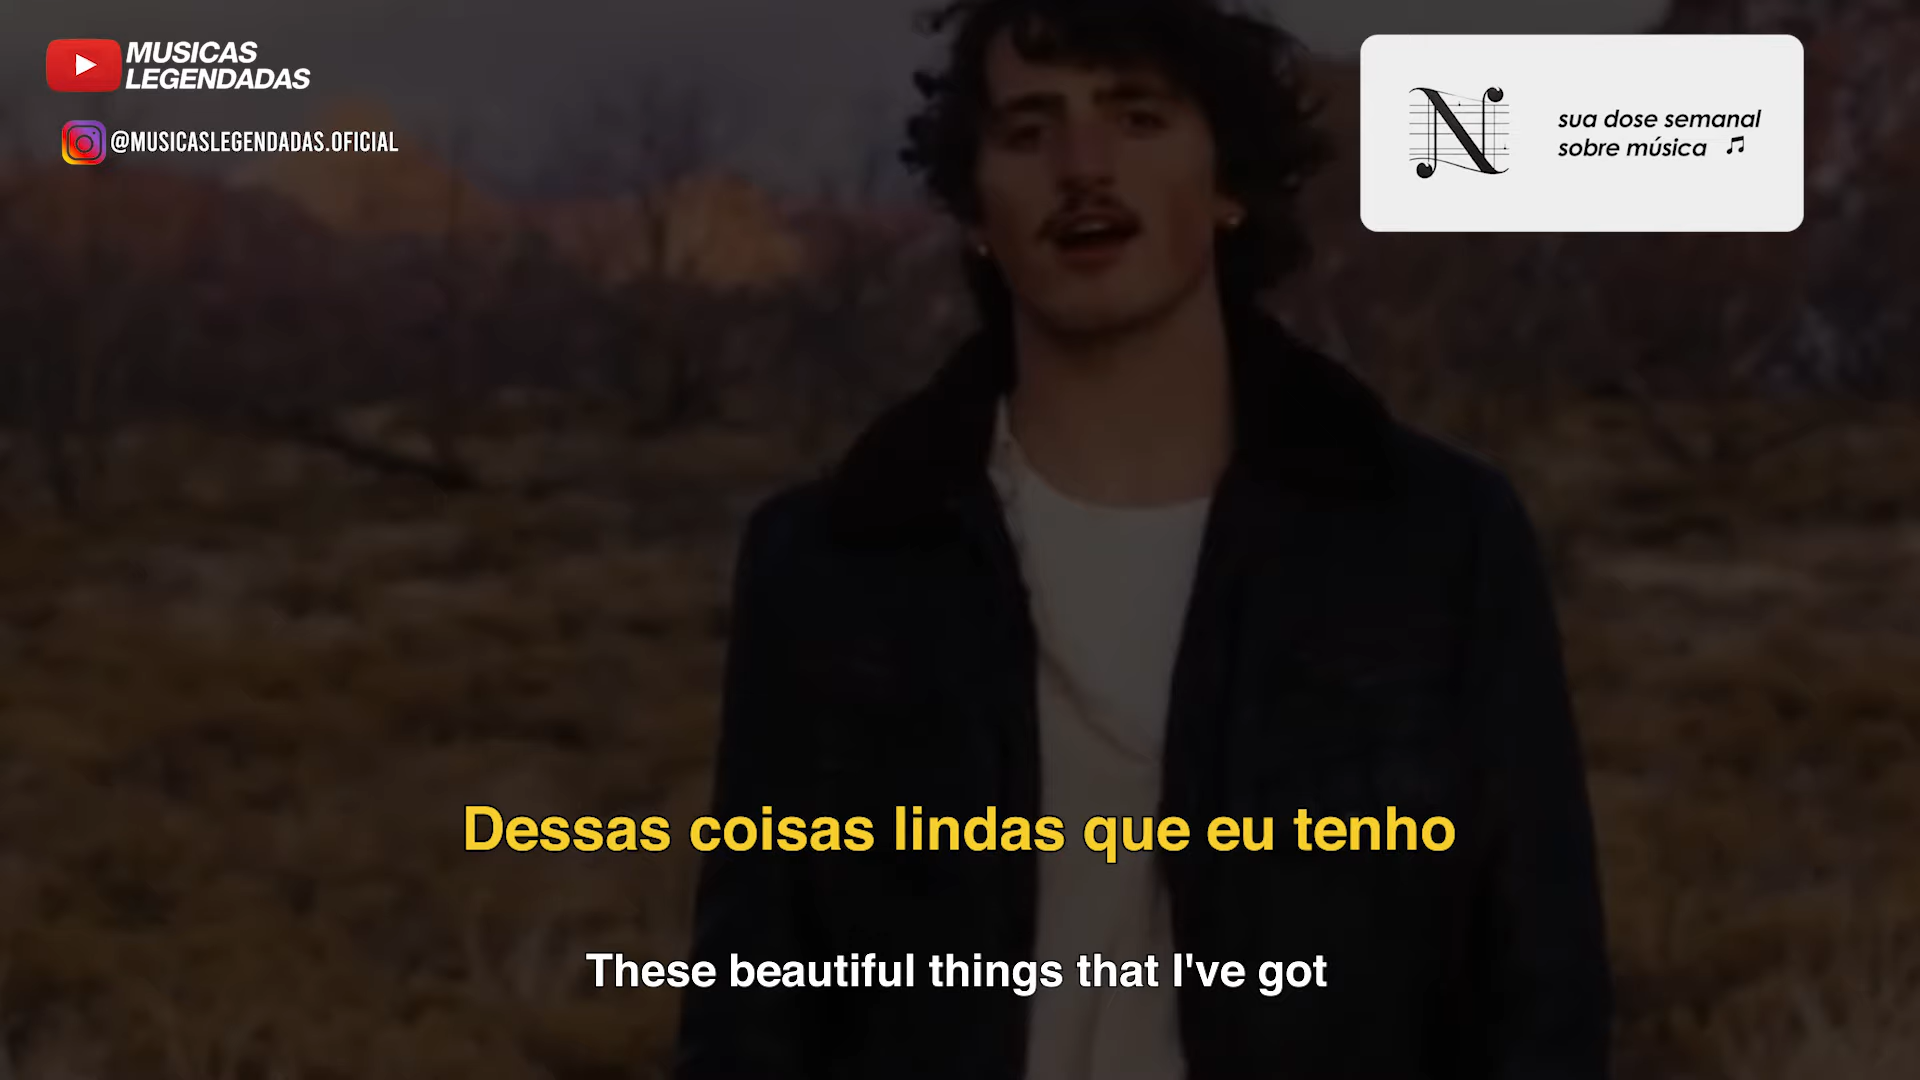 MUSICAS
LEGENDADAS
@MUSICASLEGENDADAS.OFICIAL
N
sua dose semanal
sobre música
Dessas coisas lindas que eu tenho
These beautiful things that I've got